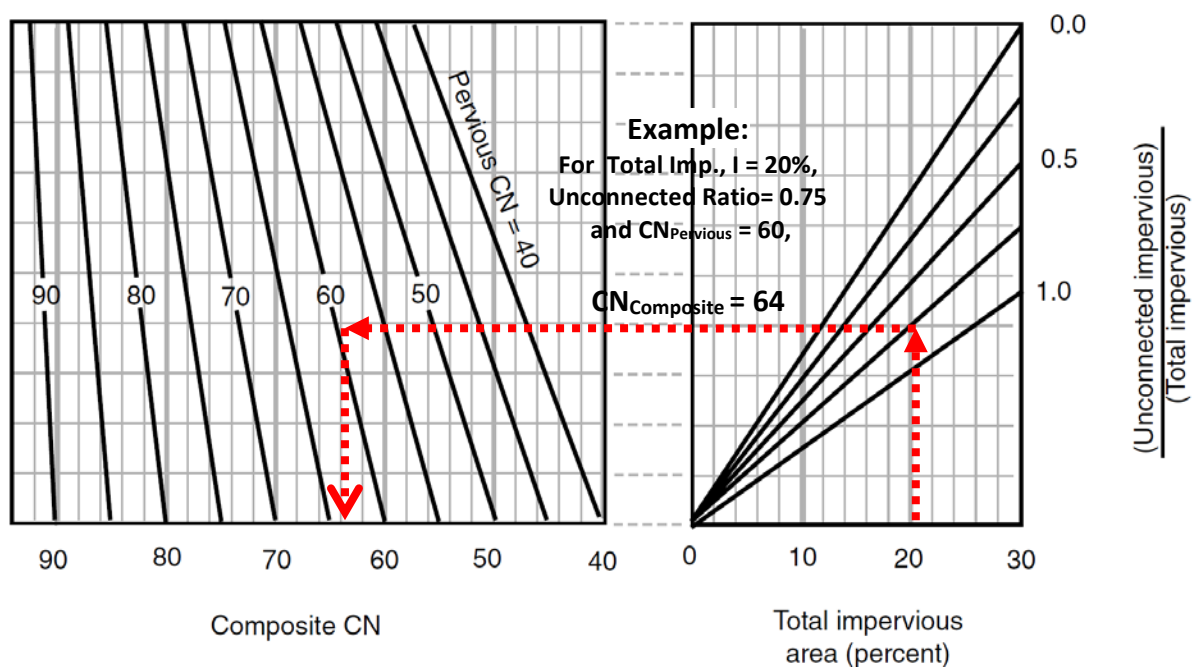 Pervious CN = 40
90 80 70 60 50
90 80 70 60 50 40
Composite CN
Example:
For Total Imp., I = 20%,
Unconnected Ratio= 0.75
and CNPervious = 60,
CNComposite = 64
0.0
0.5
1.0
(Unconnected impervious)
(Total impervious)
0 10 20 30
Total impervious
area (percent)